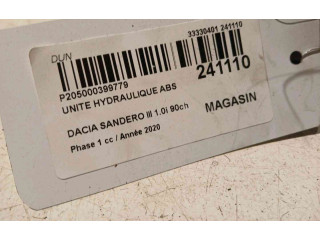 DUN
33330401 241110
P205000399779
241110
UNITE HYDRAULIQUE ABS
DACIA SANDERO III 1.0i 90ch
MAGASIN
Phase 1 cc / Année 2020